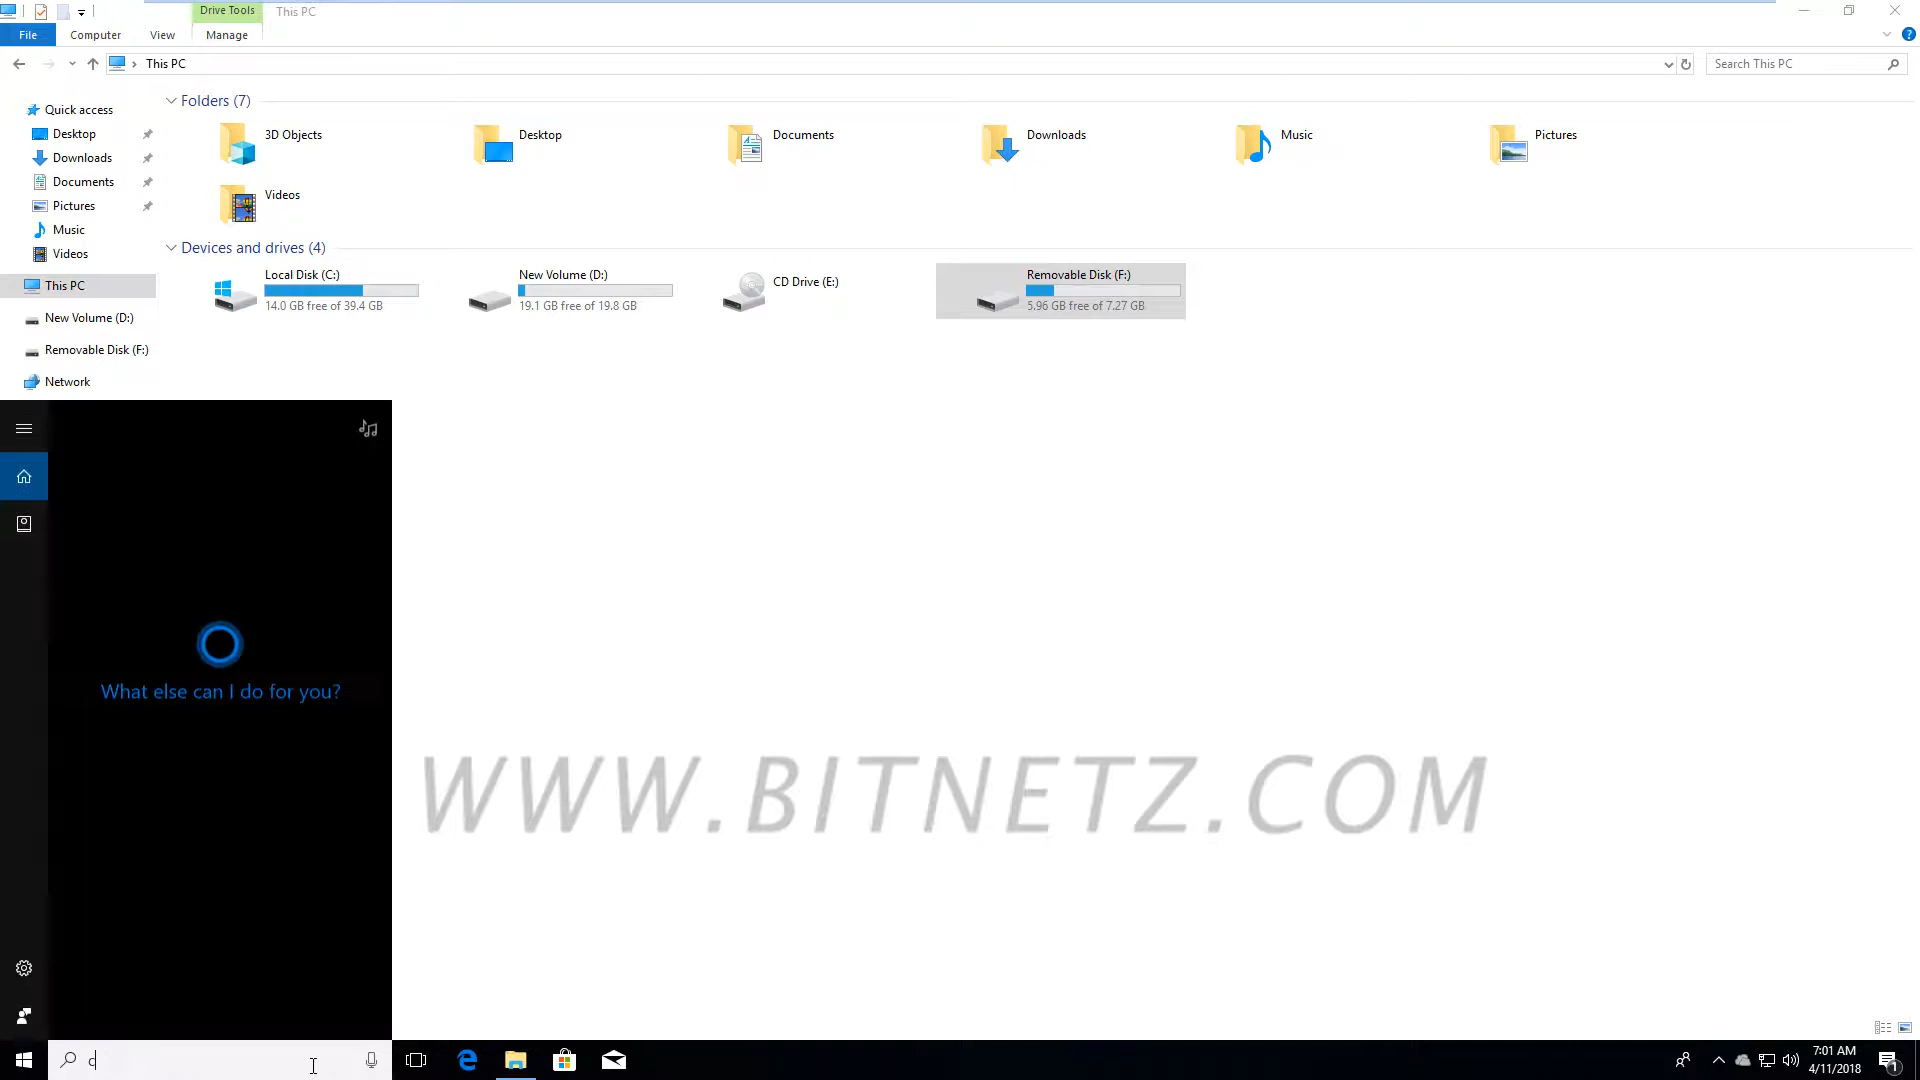 Drive Tools
This PC
File
Computer
View
Manage
This PC
Search This PC
Quick access
Desktop
Downloads
Documents
Pictures
Music
Videos
This PC
New Volume (D:)
Removable Disk (F:)
Network
Folders (7)
3D Objects
Desktop
Documents
Downloads
Music
Pictures
Videos
Devices and drives (4)
Local Disk (C:)
14.0 GB free of 39.4 GB
New Volume (D:)
19.1 GB free of 19.8 GB
CD Drive (E:)
Removable Disk (F:)
5.96 GB free of 7.27 GB
What else can I do for you?
WWW.BITNETZ.COM
c
7:01 AM
4/11/2018
1